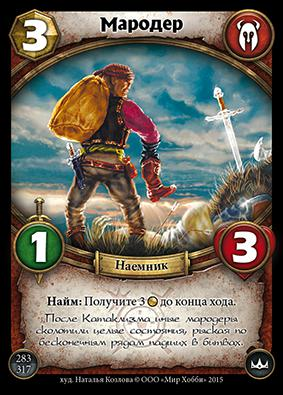 3
Мародер
1
Наемник
3
Найм: Получите 3 до конца хода.
После Катаклизма иные мародеры
сколотили целые состояния, рыская по
бесконечным рядам падших в битвах.
283
317
худ. Наталья Козлова © ООО «Мир Хобби» 2015